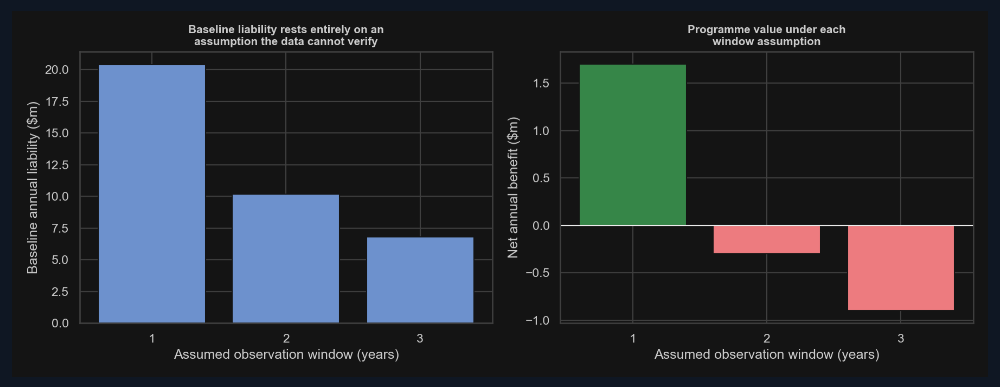 Baseline liability rests entirely on an
assumption the data cannot verify
Baseline annual liability ($m)
20.0
17.5
15.0
12.5
10.0
7.5
5.0
2.5
0.0
1 2 3
Assumed observation window (years)
Programme value under each
window assumption
Net annual benefit ($m)
1.5
1.0
0.5
0.0
−0.5
−1.0
1 2 3
Assumed observation window (years)